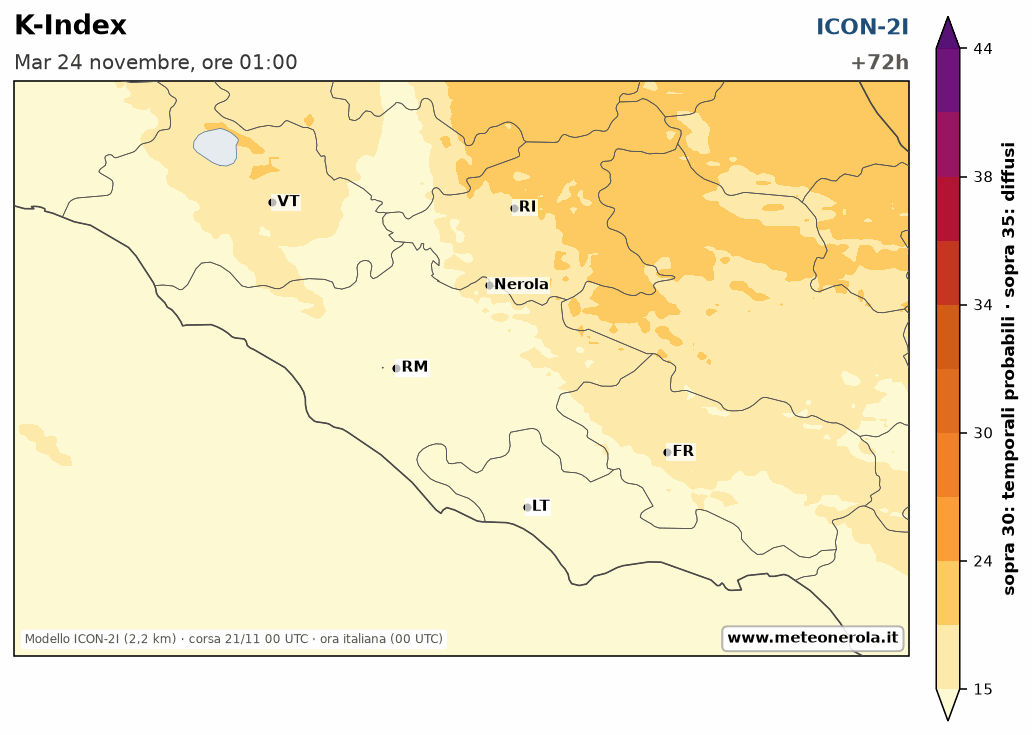 K-Index
ICON-2I
Mar 24 novembre, ore 01:00
+72h
44
38
34
30
24
15
sopra 30: temporali probabili · sopra 35: diffusi
VT
RI
Nerola
RM
FR
LT
Modello ICON-2I (2,2 km) · corsa 21/11 00 UTC · ora italiana (00 UTC)
www.meteonerola.it